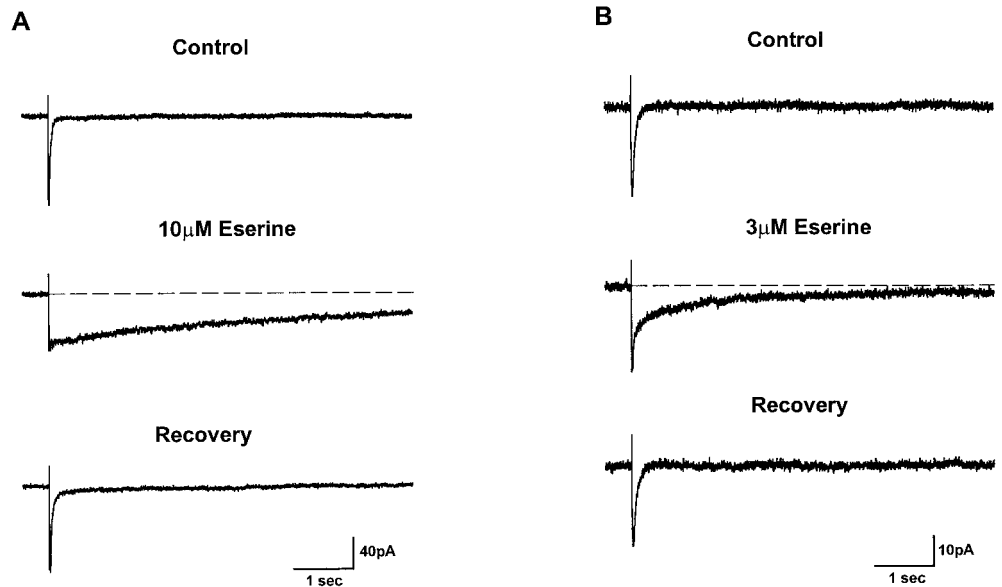 A
Control
10μM Eserine
Recovery
40pA
1 sec
B
Control
3μM Eserine
Recovery
10pA
1 sec